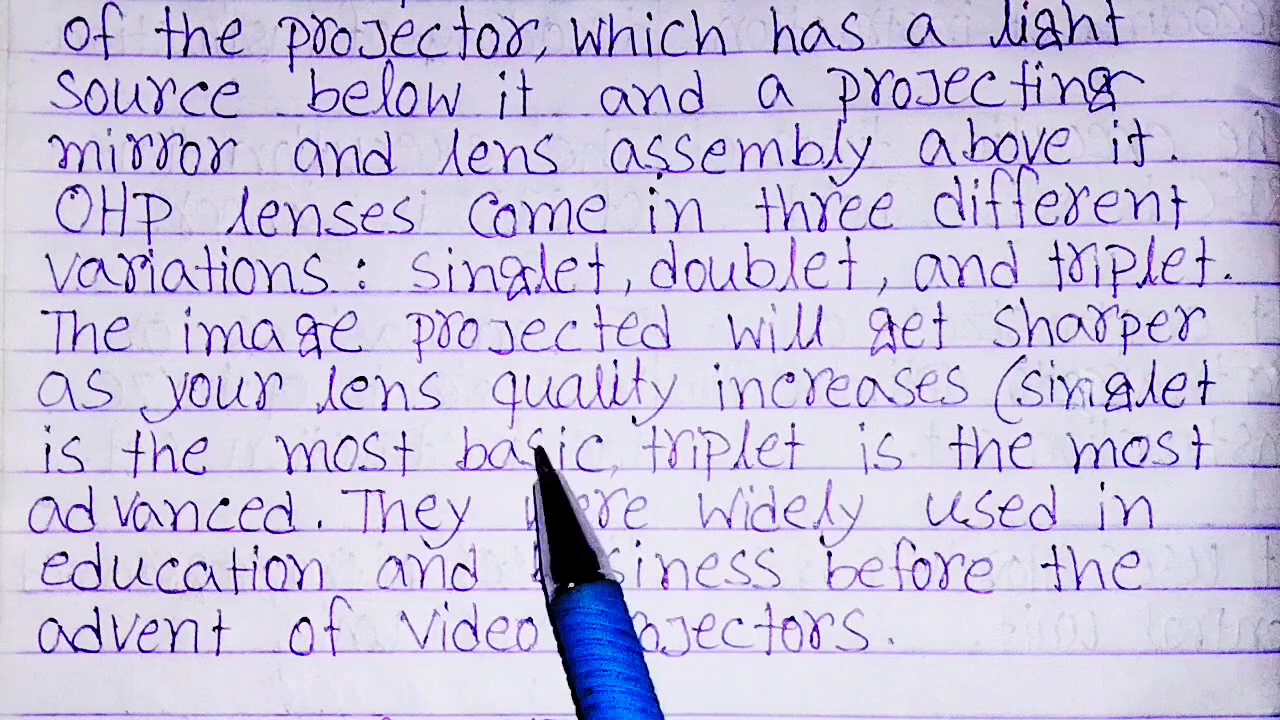 of the projector, which has a light
source below it and a projecting
mirror and lens assembly above it.
OHP lenses come in three different
variations: singlet, doublet, and triplet.
The image projected will get sharper
as your lens quality increases (singlet
is the most basic, triplet is the most
advanced. They were widely used in
education and business before the
advent of video projectors.